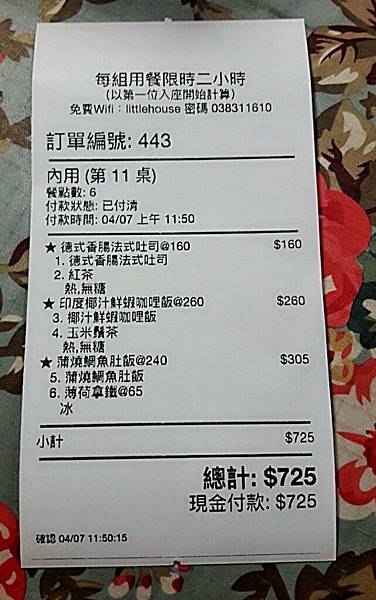 每組用餐限時二小時
(以第一位入座開始計算)
免費Wifi：littlehouse 密碼 038311610
訂單編號: 443
內用 (第 11 桌)
餐點數: 6
付款狀態: 已付清
付款時間: 04/07 上午 11:50
★ 德式香腸法式吐司@160 $160
1. 德式香腸法式吐司
2. 紅茶
熱,無糖
★ 印度椰汁鮮蝦咖哩飯@260 $260
3. 椰汁鮮蝦咖哩飯
4. 玉米鬚茶
熱,無糖
★ 蒲燒鯛魚肚飯@240 $305
5. 蒲燒鯛魚肚飯
6. 薄荷拿鐵@65
冰
小計 $725
總計: $725
現金付款: $725
確認 04/07 11:50:15